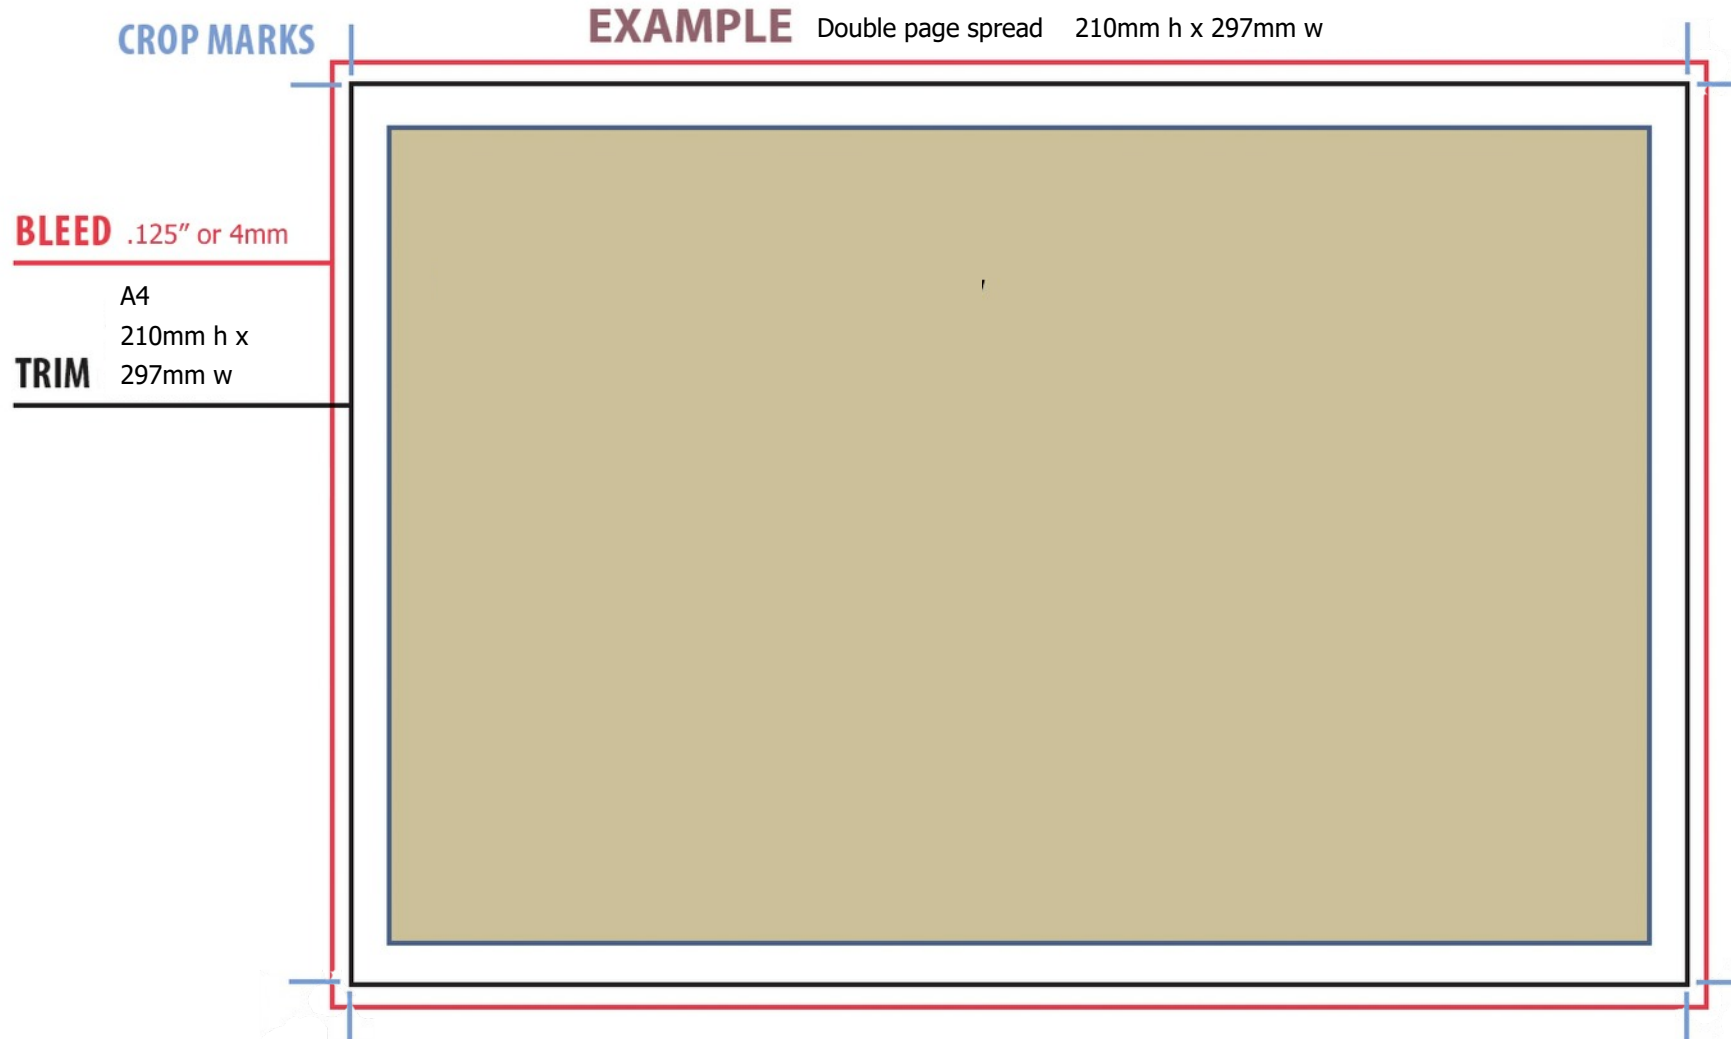 CROP MARKS
EXAMPLE Double page spread 210mm h x 297mm w
BLEED .125” or 4mm
A4
210mm h x
TRIM 297mm w